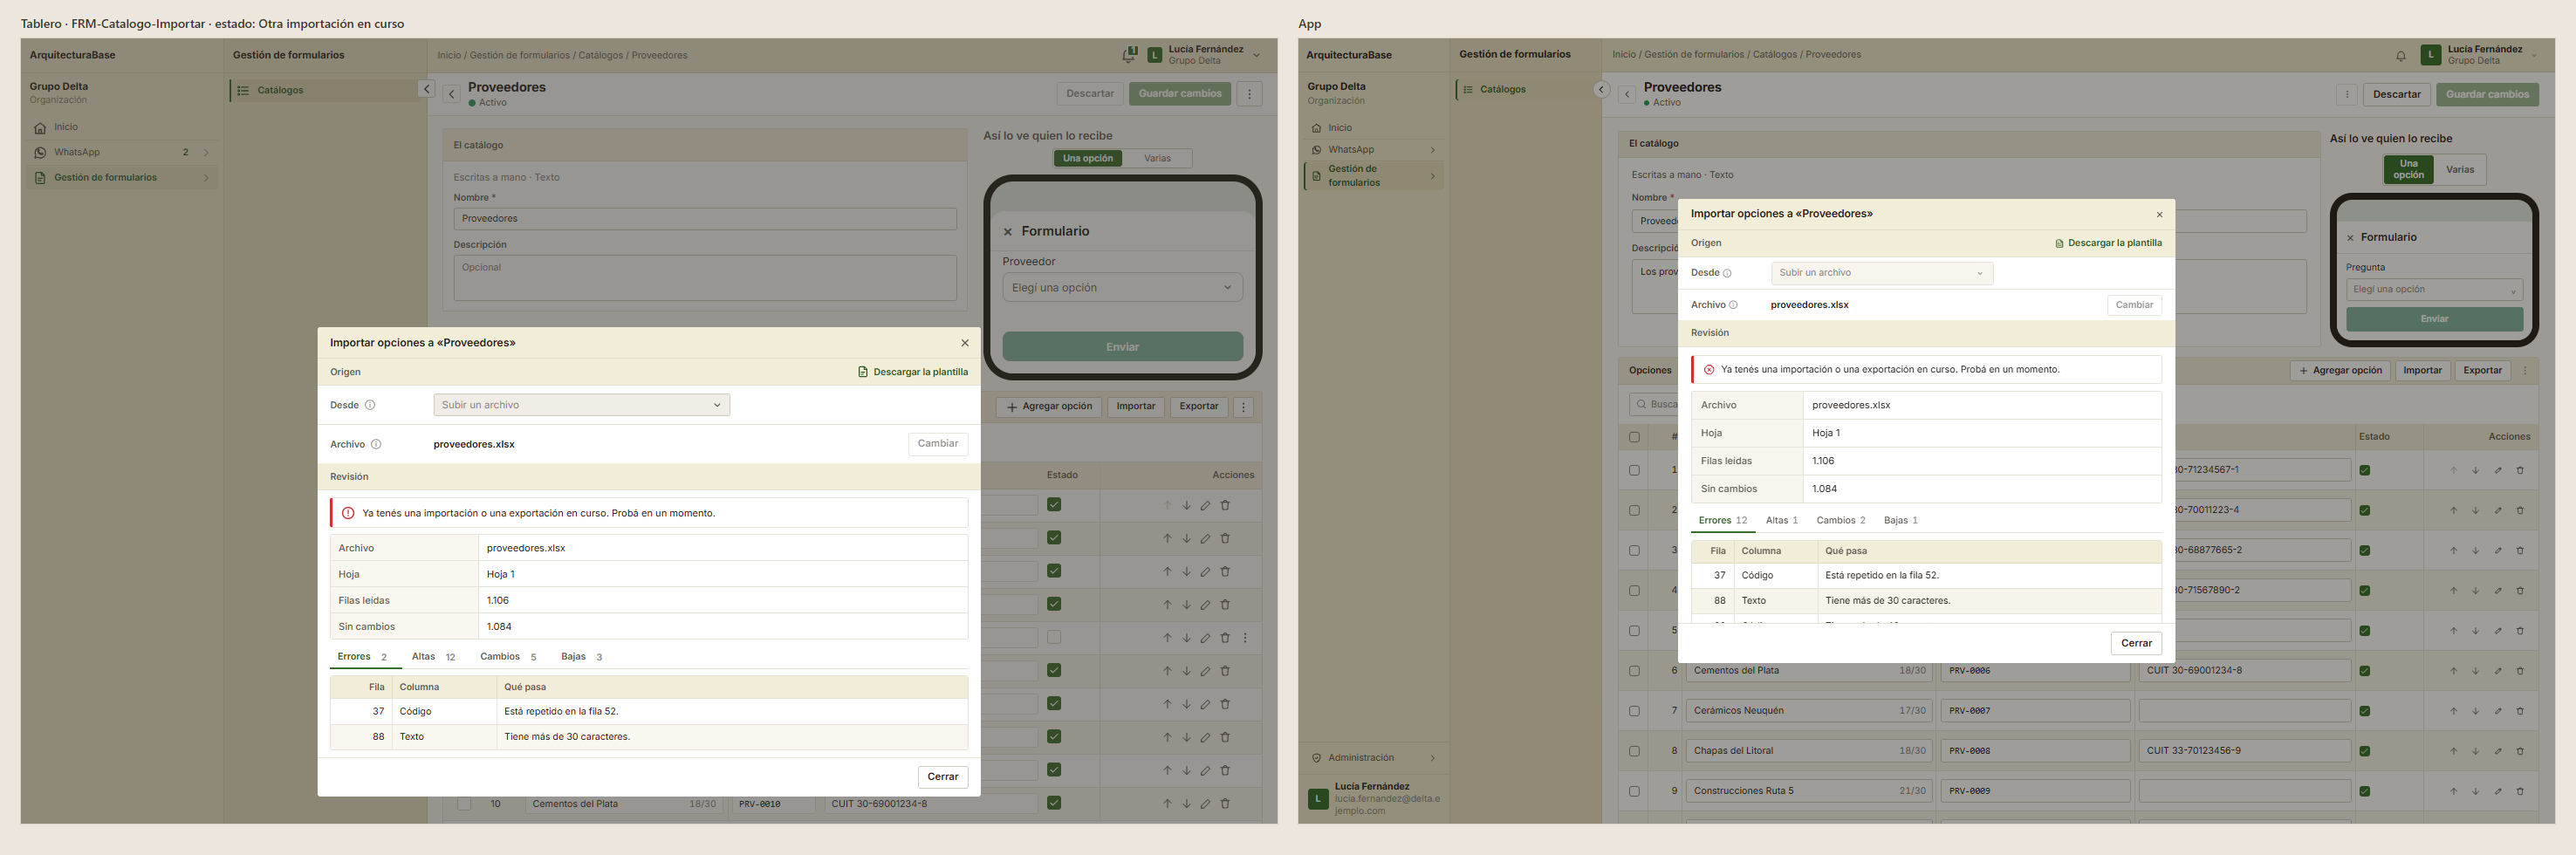 Tablero · FRM-Catalogo-Importar · estado: Otra importación en curso
ArquitecturaBase
Gestión de formularios
Inicio / Gestión de formularios / Catálogos / Proveedores
1
L
Lucía Fernández
Grupo Delta
Grupo Delta
Organización
Inicio
WhatsApp 2
Gestión de formularios
Catálogos
Proveedores
Activo
Descartar
Guardar cambios
El catálogo
Escritas a mano · Texto
Nombre *
Proveedores
Descripción
Opcional
Así lo ve quien lo recibe
Una opción
Varias
Formulario
Proveedor
Elegí una opción
Enviar
Agregar opción
Importar
Exportar
Estado
Acciones
10 Cementos del Plata 18/30 PRV-0010 CUIT 30-69001234-8
Importar opciones a «Proveedores»
Origen
Descargar la plantilla
Desde
Subir un archivo
Archivo
proveedores.xlsx
Cambiar
Revisión
Ya tenés una importación o una exportación en curso. Probá en un momento.
Archivo proveedores.xlsx
Hoja Hoja 1
Filas leídas 1.106
Sin cambios 1.084
Errores 2 Altas 12 Cambios 5 Bajas 3
Fila Columna Qué pasa
37 Código Está repetido en la fila 52.
88 Texto Tiene más de 30 caracteres.
Cerrar
App
ArquitecturaBase
Gestión de formularios
Inicio / Gestión de formularios / Catálogos / Proveedores
L
Lucía Fernández
Grupo Delta
Grupo Delta
Organización
Inicio
WhatsApp
Gestión de
formularios
Catálogos
Proveedores
Activo
Descartar
Guardar cambios
El catálogo
Escritas a mano · Texto
Nombre *
Proveed
Descripció
Los prov
Así lo ve quien lo recibe
Una
opción
Varias
Formulario
Pregunta
Elegí una opción
Enviar
Opciones
Agregar opción
Importar
Exportar
Busca
#
Estado
Acciones
1 30-71234567-1
2 30-70011223-4
3 30-68877665-2
4 30-71567890-2
5
6 Cementos del Plata 18/30 PRV-0006 CUIT 30-69001234-8
7 Cerámicos Neuquén 17/30 PRV-0007
8 Chapas del Litoral 18/30 PRV-0008 CUIT 33-70123456-9
9 Construcciones Ruta 5 21/30 PRV-0009
Administración
L
Lucía Fernández
lucia.fernandez@delta.e
jemplo.com
Importar opciones a «Proveedores»
Origen
Descargar la plantilla
Desde
Subir un archivo
Archivo
proveedores.xlsx
Cambiar
Revisión
Ya tenés una importación o una exportación en curso. Probá en un momento.
Archivo proveedores.xlsx
Hoja Hoja 1
Filas leídas 1.106
Sin cambios 1.084
Errores 12 Altas 1 Cambios 2 Bajas 1
Fila Columna Qué pasa
37 Código Está repetido en la fila 52.
88 Texto Tiene más de 30 caracteres.
Cerrar